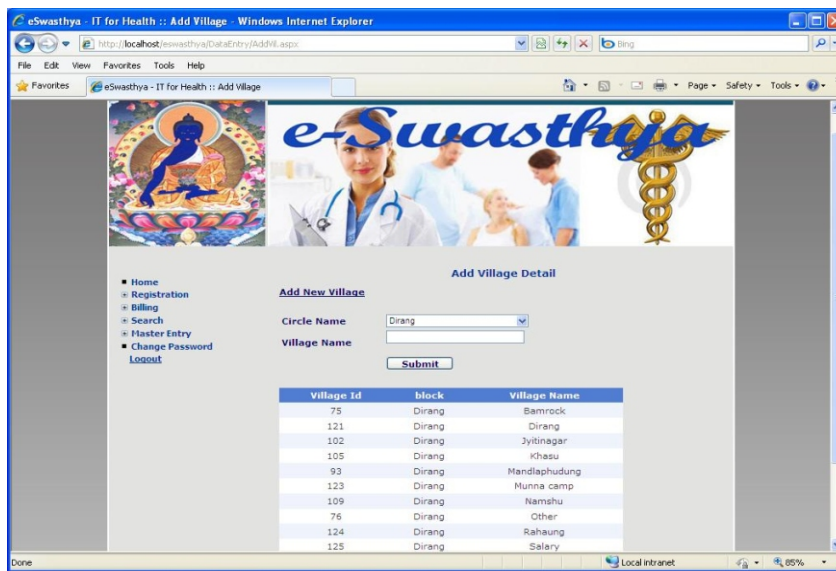 eSwasthya - IT for Health :: Add Village - Windows Internet Explorer
http://localhost/eswasthya/DataEntry/AddVil.aspx
Bing
File Edit View Favorites Tools Help
Favorites
eSwasthya - IT for Health :: Add Village
Page Safety Tools
e-Swasthya
Add Village Detail
Home
Registration
Billing
Search
Master Entry
Change Password
Logout
Add New Village
Circle Name Dirang
Village Name
Submit
Village Id block Village Name
75 Dirang Bamrock
121 Dirang Dirang
102 Dirang Jyitinagar
105 Dirang Khasu
93 Dirang Mandlaphudung
123 Dirang Munna camp
109 Dirang Namshu
76 Dirang Other
124 Dirang Rahaung
125 Dirang Salary
Done Local intranet 85%